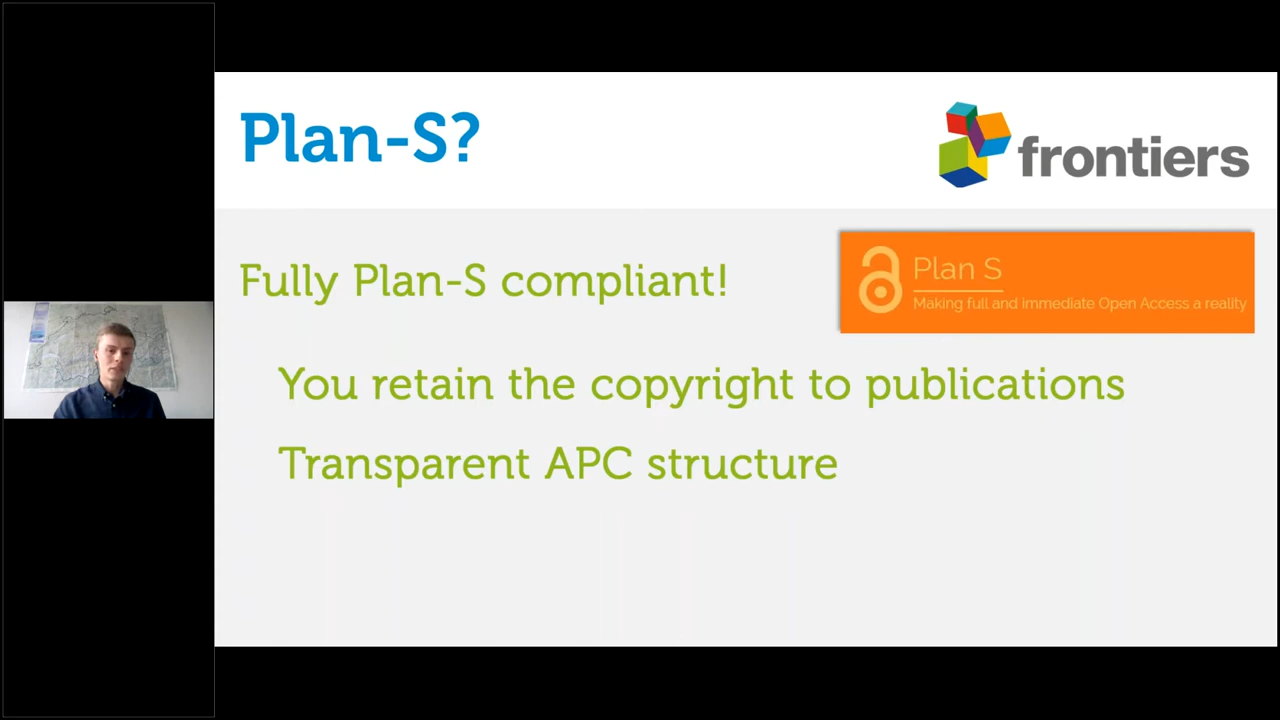 Plan-S?
frontiers
Fully Plan-S compliant!
Plan S
Making full and immediate Open Access a reality
You retain the copyright to publications
Transparent APC structure